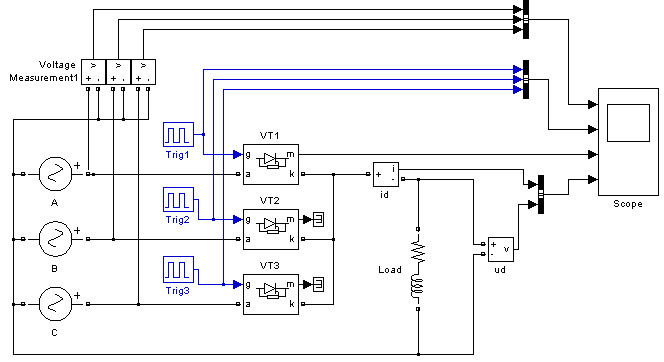 Voltage
Measurement1
v v v
+ - + - + -
Trig1
VT1
g m
a k
+
A
+ i
-
id
Scope
Trig2
VT2
g m
a k
+
B
Load
+ v
-
ud
Trig3
VT3
g m
a k
+
C